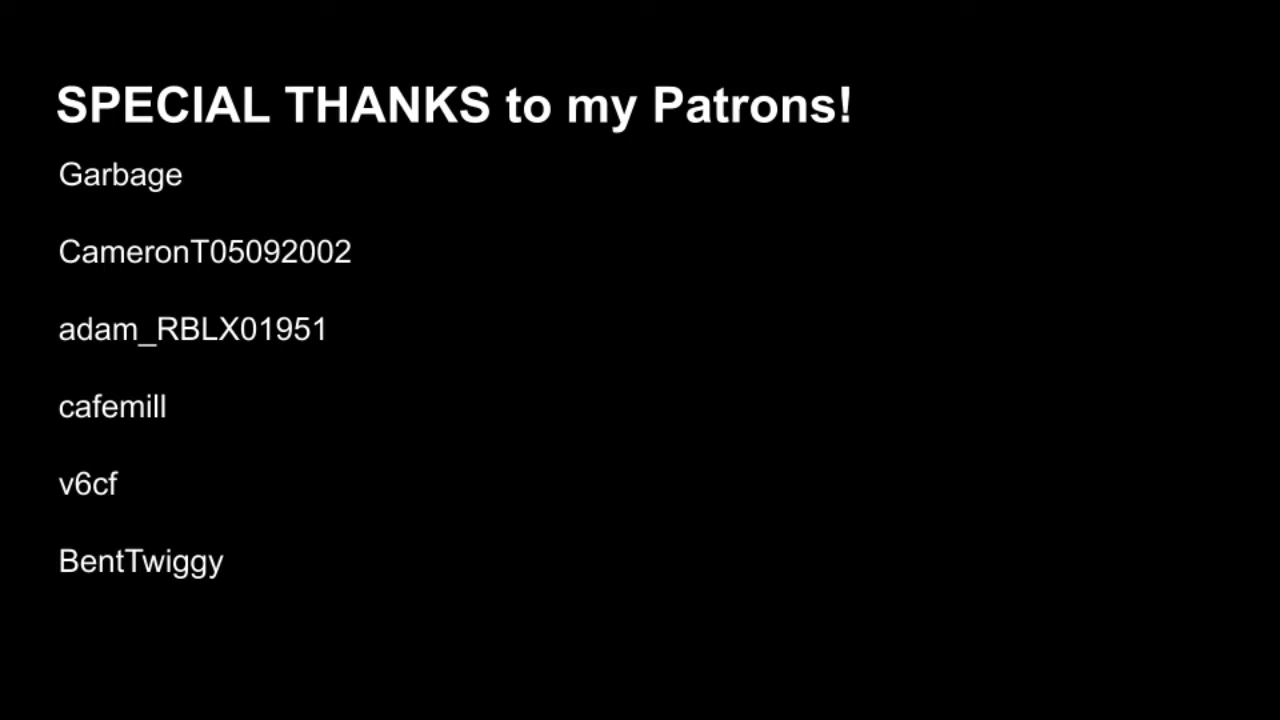 SPECIAL THANKS to my Patrons!
Garbage
CameronT05092002
adam_RBLX01951
cafemill
v6cf
BentTwiggy